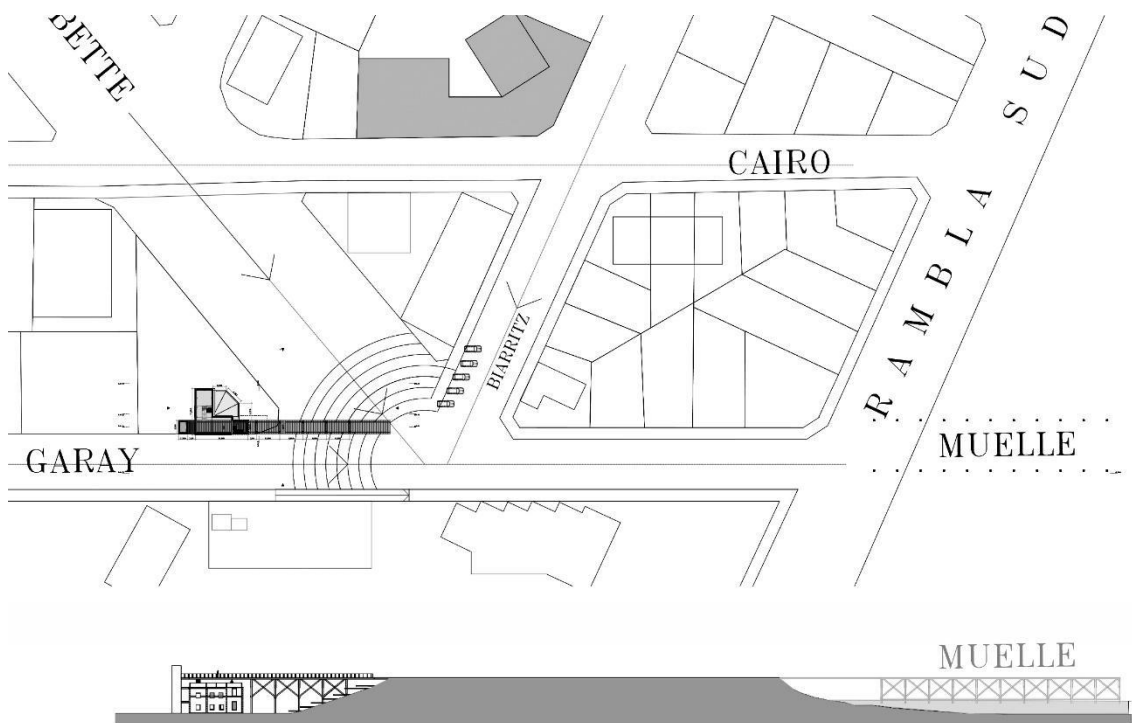 BETTE
RAMBLA SUD
CAIRO
BIARRITZ
GARAY
MUELLE
MUELLE